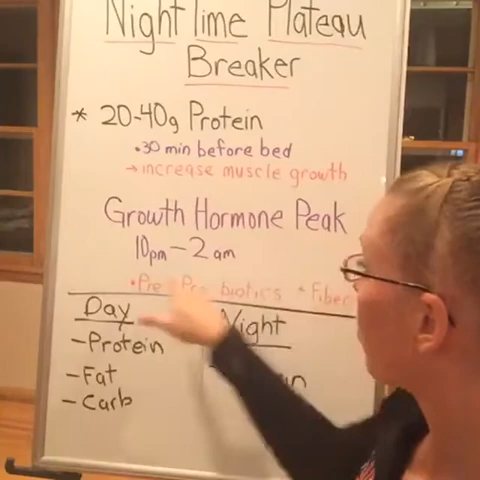 Nighttime Plateau
Breaker
* 20-40g Protein
•30 min before bed
→increase muscle growth
Growth Hormone Peak
10pm-2am
•Pre Pro biotics + Fiber
Day
Night
-Protein
-Fat
-Carb